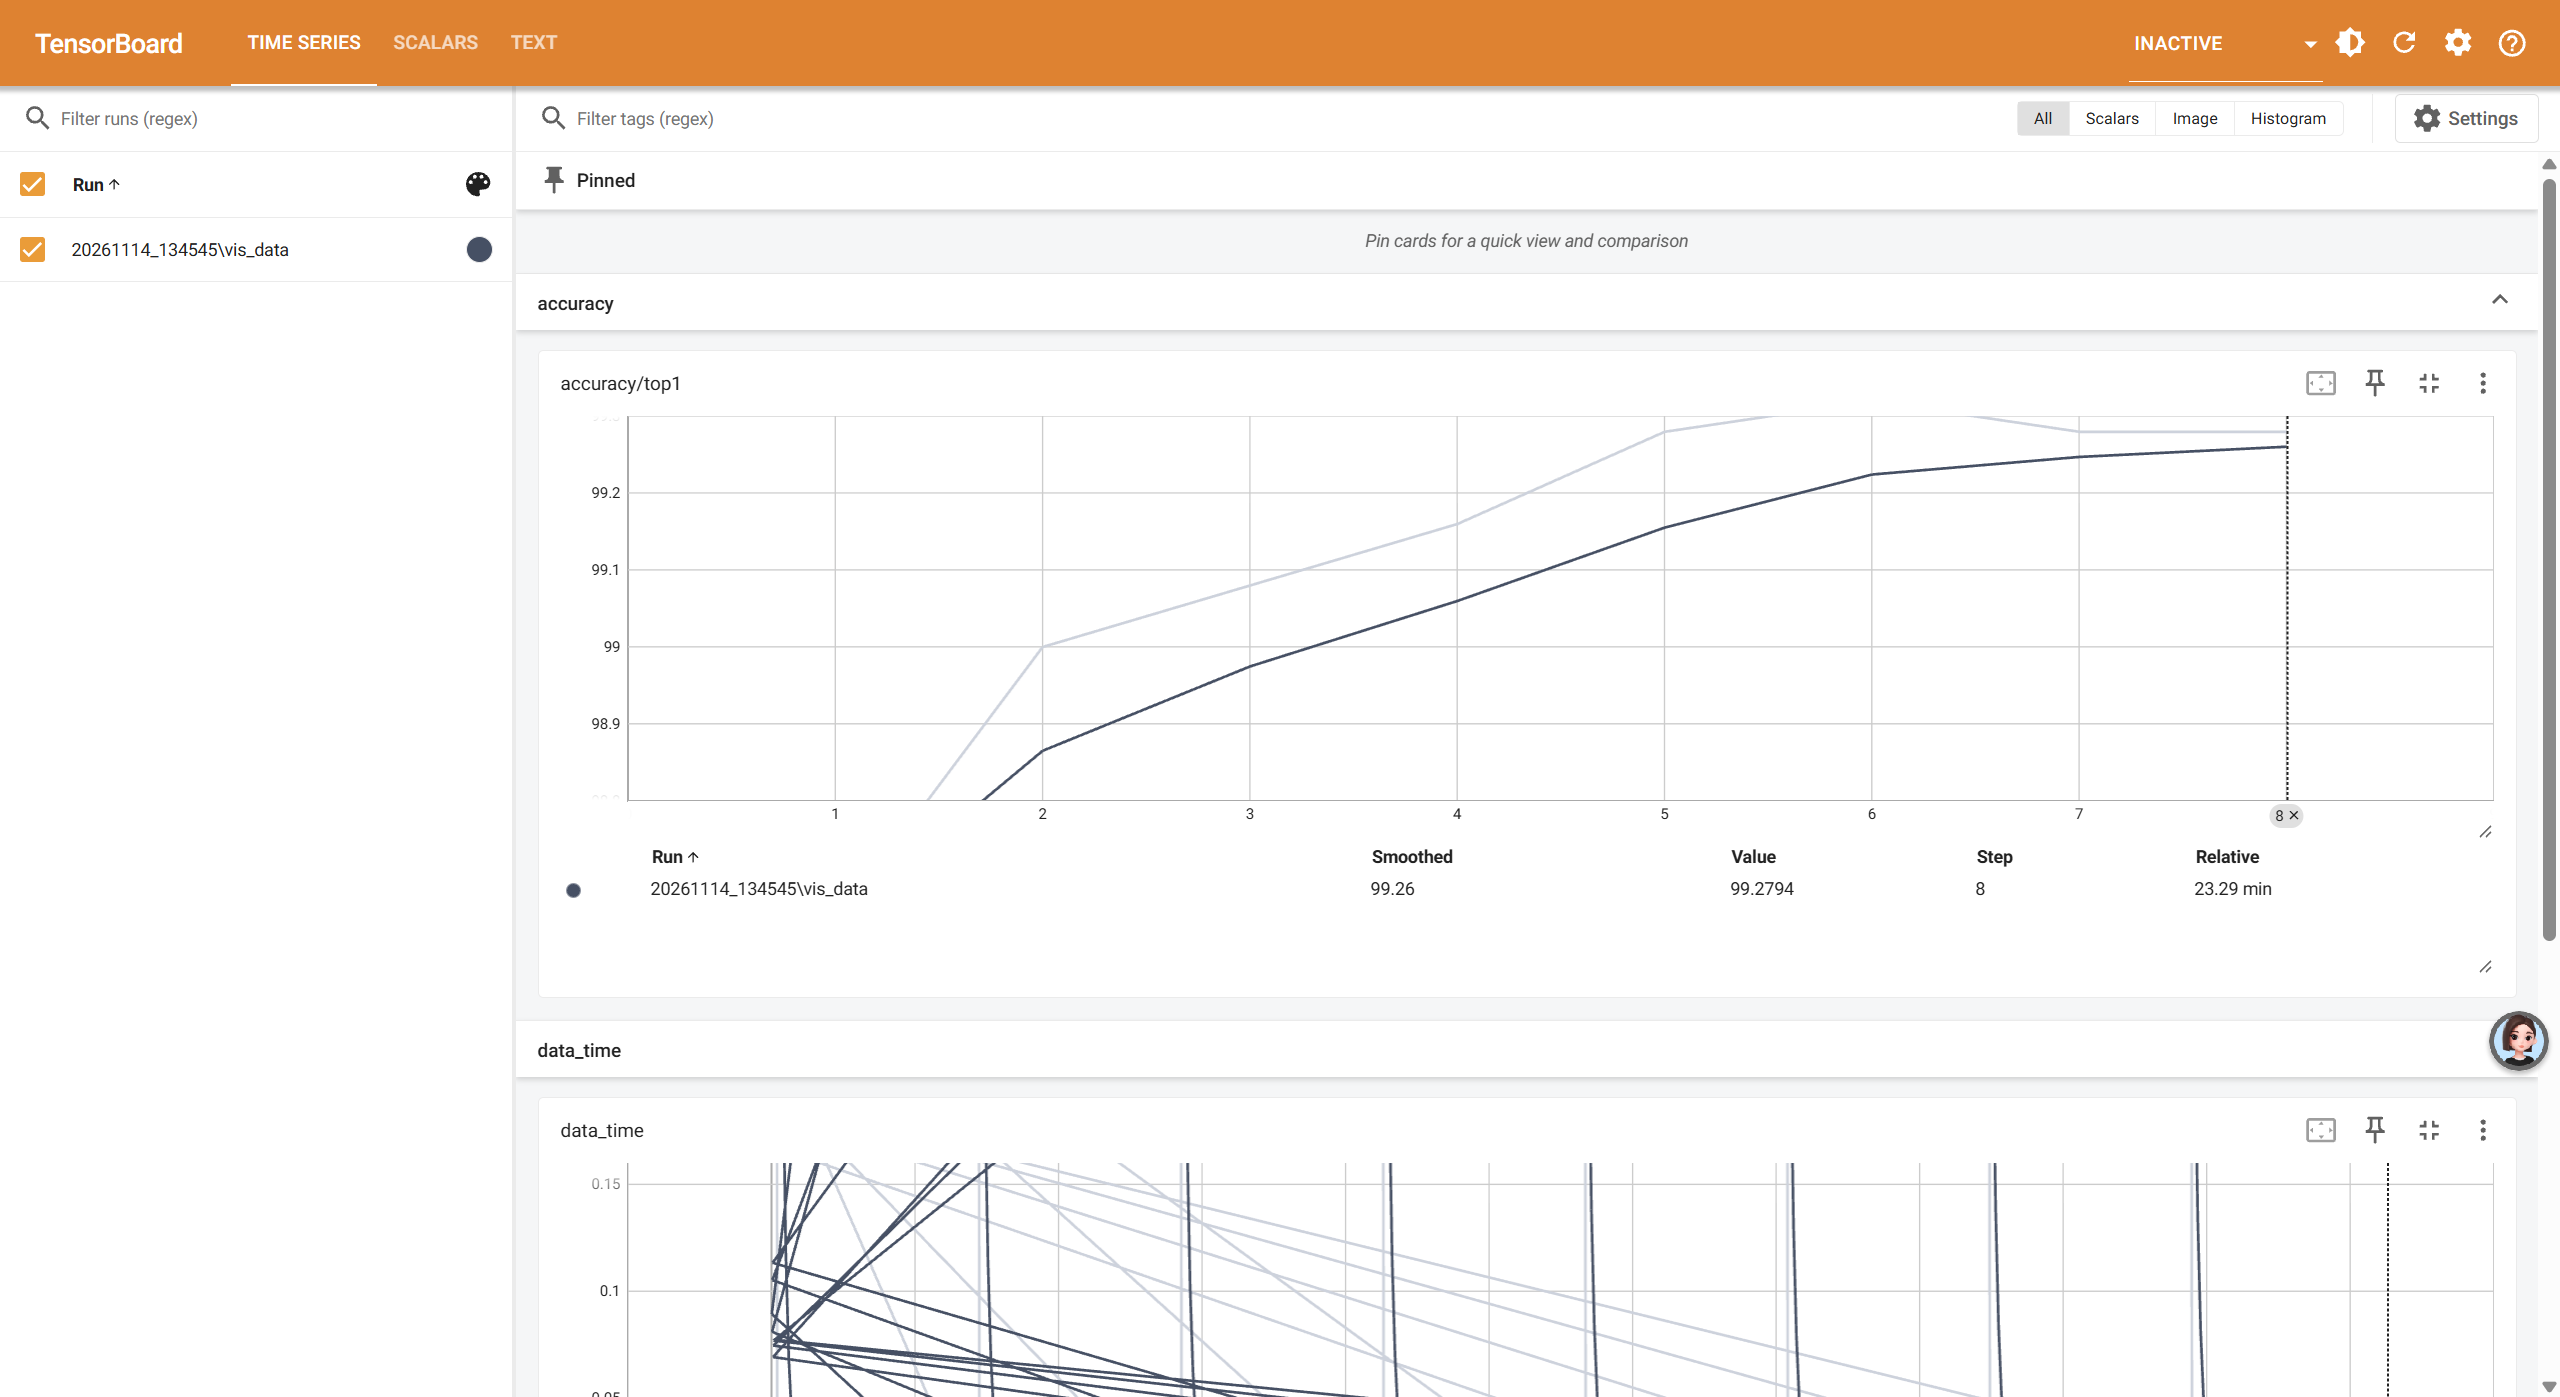 TensorBoard TIME SERIES SCALARS TEXT INACTIVE
Filter runs (regex)
Run
20261114_134545\vis_data
Filter tags (regex) All Scalars Image Histogram Settings
Pinned
Pin cards for a quick view and comparison
accuracy
accuracy/top1
99.2
99.1
99
98.9
1 2 3 4 5 6 7 8
Run Smoothed Value Step Relative
20261114_134545\vis_data 99.26 99.2794 8 23.29 min
data_time
data_time
0.15
0.1